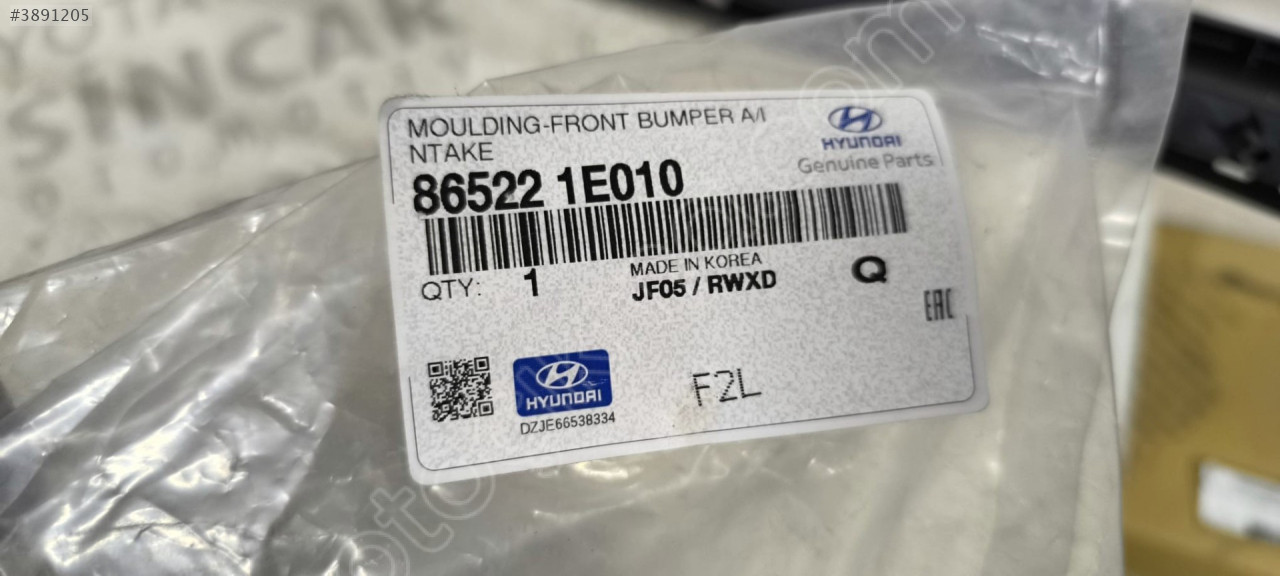 #3891205
SINCAR
MOULDING-FRONT BUMPER A/I
NTAKE
HYUNDAI
Genuine Parts
86522 1E010
QTY: 1
MADE IN KOREA
JF05 / RWXD
Q
EAC
HYUNDAI
DZJE66538334
F2L